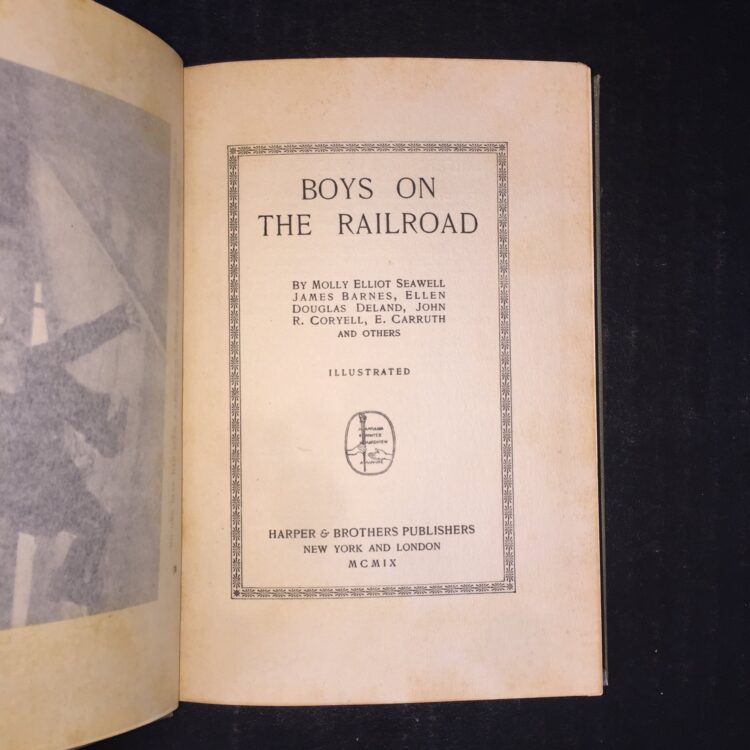 BOYS ON
THE RAILROAD
BY MOLLY ELLIOT SEAWELL
JAMES BARNES, ELLEN
DOUGLAS DELAND, JOHN
R. CORYELL, E. CARRUTH
AND OTHERS
ILLUSTRATED
HARPER & BROTHERS PUBLISHERS
NEW YORK AND LONDON
MCMIX